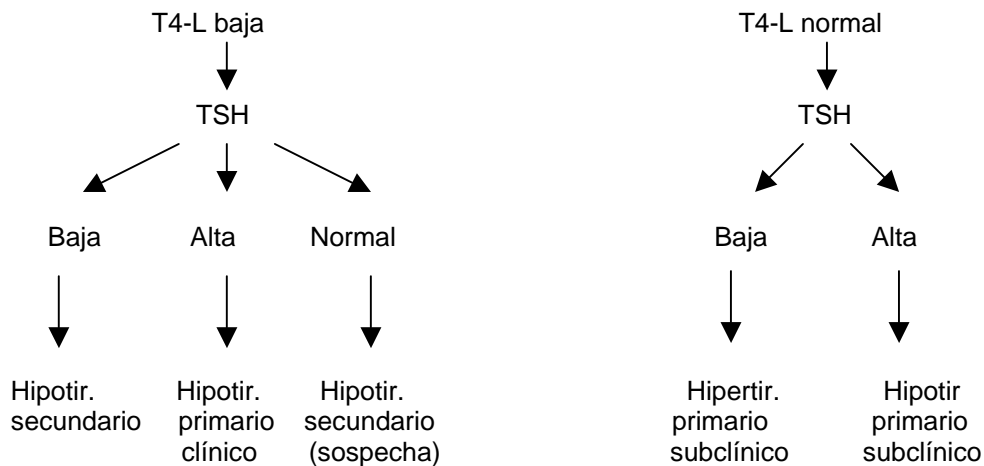 T4-L baja
T4-L normal
TSH
TSH
Baja
Alta
Normal
Baja
Alta
Hipotir.
secundario
Hipotir.
primario
clínico
Hipotir.
secundario
(sospecha)
Hipertir.
primario
subclínico
Hipotir
primario
subclínico